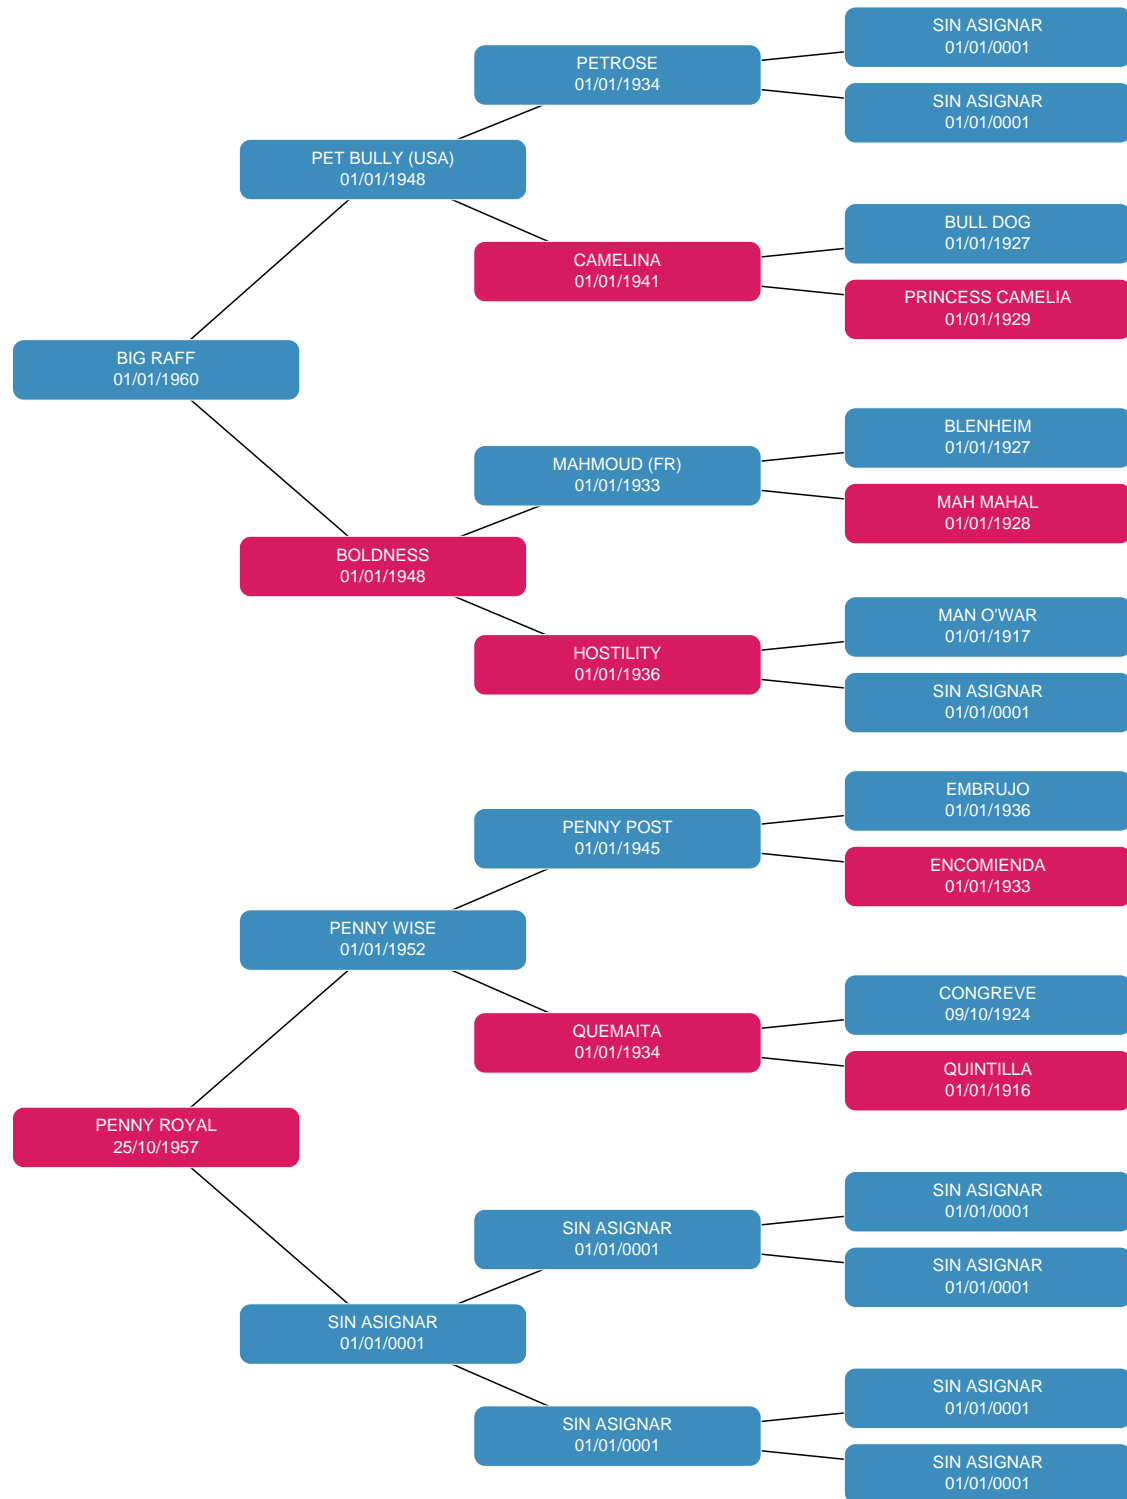 SIN ASIGNAR
01/01/0001
PETROSE
01/01/1934
SIN ASIGNAR
01/01/0001
PET BULLY (USA)
01/01/1948
BULL DOG
01/01/1927
CAMELINA
01/01/1941
PRINCESS CAMELIA
01/01/1929
BIG RAFF
01/01/1960
BLENHEIM
01/01/1927
MAHMOUD (FR)
01/01/1933
MAH MAHAL
01/01/1928
BOLDNESS
01/01/1948
MAN O'WAR
01/01/1917
HOSTILITY
01/01/1936
SIN ASIGNAR
01/01/0001
EMBRUJO
01/01/1936
PENNY POST
01/01/1945
ENCOMIENDA
01/01/1933
PENNY WISE
01/01/1952
CONGREVE
09/10/1924
QUEMAITA
01/01/1934
QUINTILLA
01/01/1916
PENNY ROYAL
25/10/1957
SIN ASIGNAR
01/01/0001
SIN ASIGNAR
01/01/0001
SIN ASIGNAR
01/01/0001
SIN ASIGNAR
01/01/0001
SIN ASIGNAR
01/01/0001
SIN ASIGNAR
01/01/0001
SIN ASIGNAR
01/01/0001